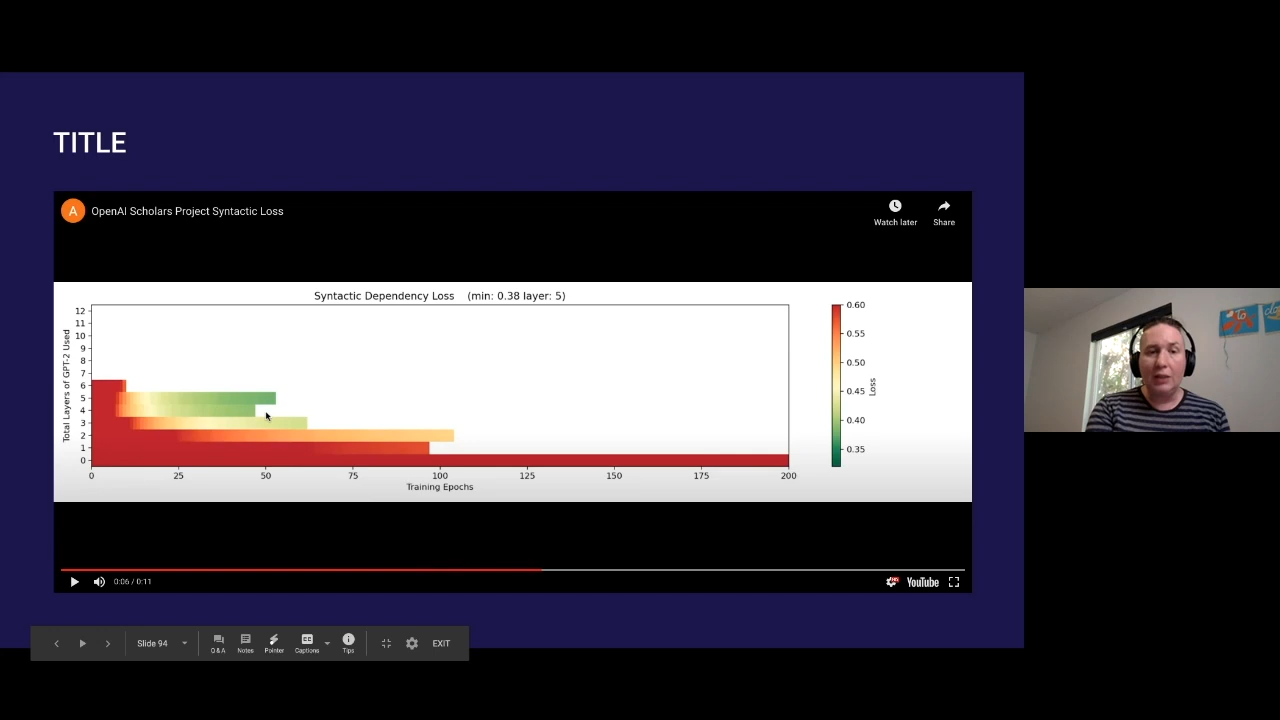 TITLE
A OpenAI Scholars Project Syntactic Loss
Watch later Share
Syntactic Dependency Loss (min: 0.38 layer: 5)
Total Layers of GPT-2 Used
12
11
10
9
8
7
6
5
4
3
2
1
0
0 25 50 75 100 125 150 175 200
Training Epochs
0.60
0.55
0.50
0.45
0.40
0.35
Loss
To
0:06 / 0:11
HD
YouTube
Slide 94
Q&A Notes Pointer Captions Tips EXIT
CC